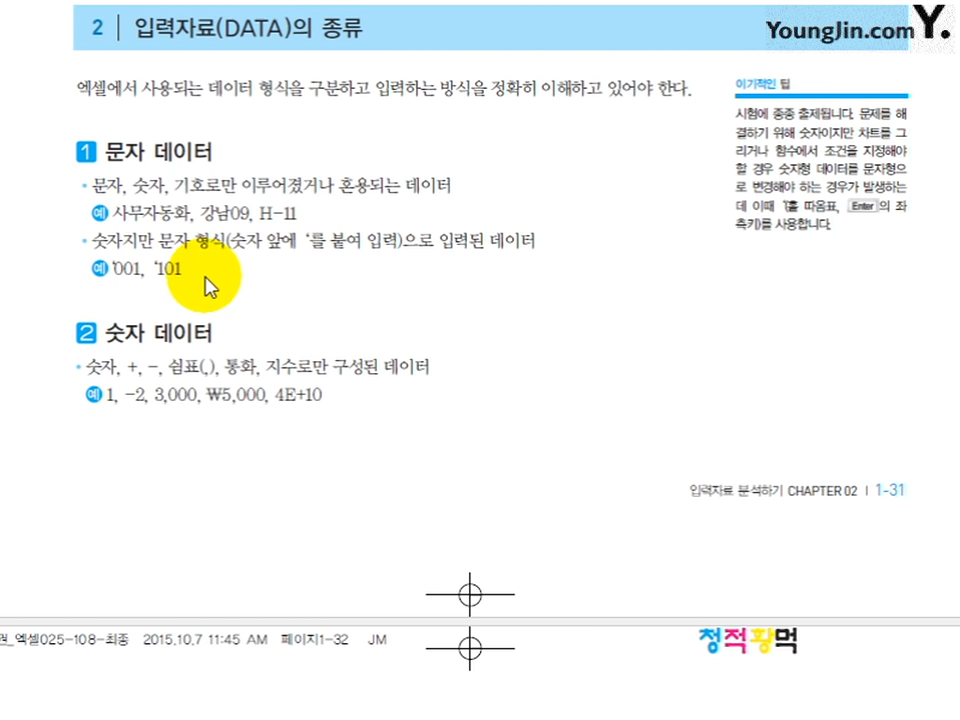 2 | 입력자료(DATA)의 종류
YoungJin.com Y.
엑셀에서 사용되는 데이터 형식을 구분하고 입력하는 방식을 정확히 이해하고 있어야 한다.
1 문자 데이터
• 문자, 숫자, 기호로만 이루어졌거나 혼용되는 데이터
예 사무자동화, 강남09, H-11
• 숫자지만 문자 형식(숫자 앞에 ‘를 붙여 입력)으로 입력된 데이터
예 ‘001, ‘101
2 숫자 데이터
• 숫자, +, -, 쉼표(,), 통화, 지수로만 구성된 데이터
예 1, -2, 3,000, ₩5,000, 4E+10
이기적인 팁
시험에 종종 출제됩니다. 문제를 해
결하기 위해 숫자이지만 차트를 그
리거나 함수에서 조건을 지정해야
할 경우 숫자형 데이터를 문자형으
로 변경해야 하는 경우가 발생하는
데 이때 ‘(홑 따옴표, Enter의 좌
측키)를 사용합니다.
입력자료 분석하기 CHAPTER 02 | 1-31
권_엑셀025-108-최종 2015.10.7 11:45 AM 페이지1-32 JM
청적황먹